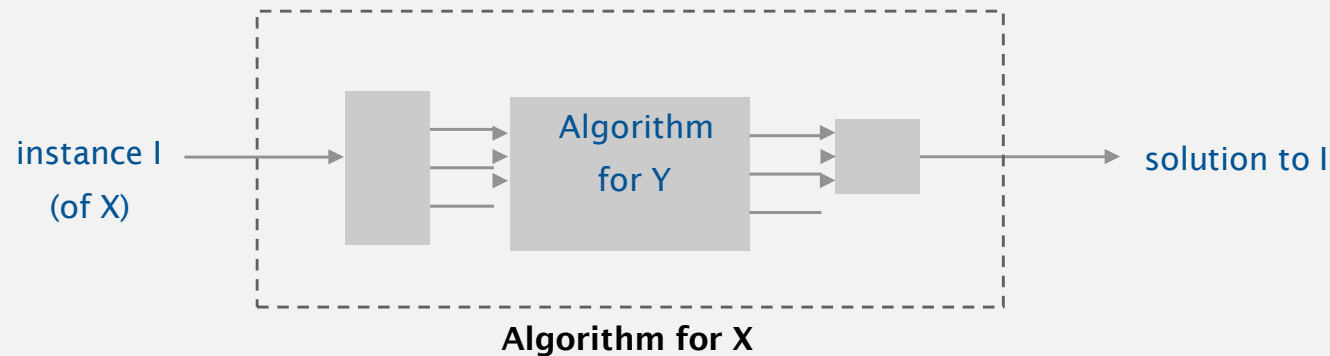 instance I
(of X)
Algorithm
for Y
solution to I
Algorithm for X